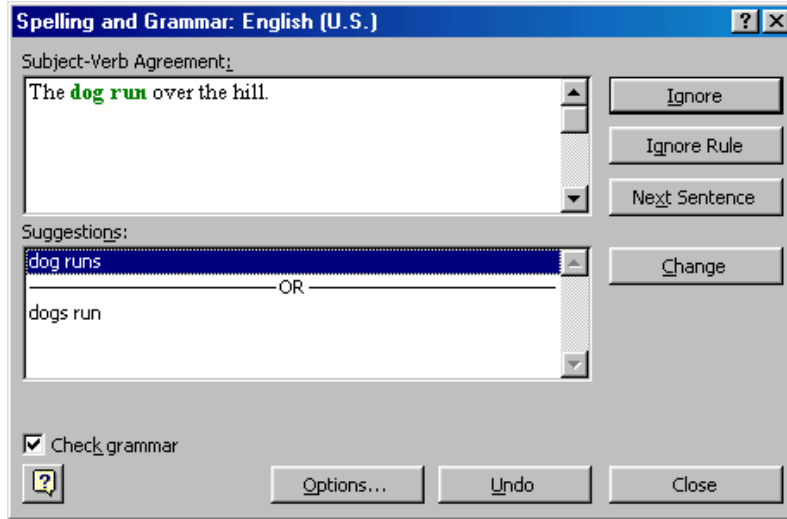 Spelling and Grammar: English (U.S.)
Subject-Verb Agreement:
The dog run over the hill.
Ignore
Ignore Rule
Next Sentence
Suggestions:
dog runs
OR
dogs run
Change
Check grammar
Options...
Undo
Close